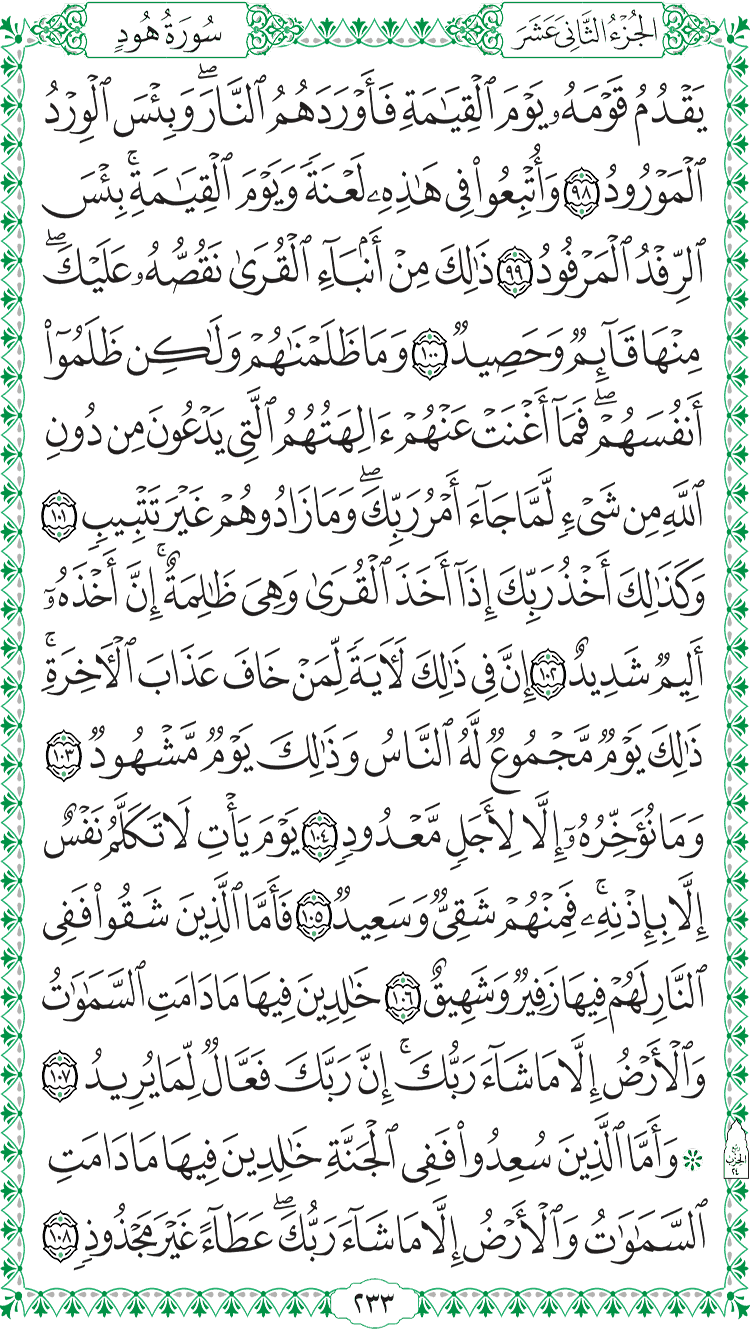 الجُزْءُ الثَّانِيَ عَشَرَ
سُورَةُ هُودٍ
يَقْدُمُ قَوْمَهُۥ يَوْمَ ٱلْقِيَٰمَةِ فَأَوْرَدَهُمُ ٱلنَّارَۖ وَبِئْسَ ٱلْوِرْدُ
ٱلْمَوْرُودُ ٩٨ وَأُتْبِعُوا۟ فِى هَٰذِهِۦ لَعْنَةً وَيَوْمَ ٱلْقِيَٰمَةِۚ بِئْسَ
ٱلرِّفْدُ ٱلْمَرْفُودُ ٩٩ ذَٰلِكَ مِنْ أَنۢبَآءِ ٱلْقُرَىٰ نَقُصُّهُۥ عَلَيْكَۖ
مِنْهَا قَآئِمٌ وَحَصِيدٌ ١٠٠ وَمَا ظَلَمْنَٰهُمْ وَلَٰكِن ظَلَمُوٓا۟
أَنفُسَهُمْۖ فَمَآ أَغْنَتْ عَنْهُمْ ءَالِهَتُهُمُ ٱلَّتِى يَدْعُونَ مِن دُونِ
ٱللَّهِ مِن شَىْءٍ لَّمَّا جَآءَ أَمْرُ رَبِّكَۖ وَمَا زَادُوهُمْ غَيْرَ تَتْبِيبٍ ١٠١
وَكَذَٰلِكَ أَخْذُ رَبِّكَ إِذَآ أَخَذَ ٱلْقُرَىٰ وَهِىَ ظَٰلِمَةٌۚ إِنَّ أَخْذَهُۥٓ
أَلِيمٌ شَدِيدٌ ١٠٢ إِنَّ فِى ذَٰلِكَ لَءَايَةً لِّمَنْ خَافَ عَذَابَ ٱلْءَاخِرَةِۚ
ذَٰلِكَ يَوْمٌ مَّجْمُوعٌ لَّهُ ٱلنَّاسُ وَذَٰلِكَ يَوْمٌ مَّشْهُودٌ ١٠٣
وَمَا نُؤَخِّرُهُۥٓ إِلَّا لِأَجَلٍ مَّعْدُودٍ ١٠٤ يَوْمَ يَأْتِ لَا تَكَلَّمُ نَفْسٌ
إِلَّا بِإِذْنِهِۦۚ فَمِنْهُمْ شَقِىٌّ وَسَعِيدٌ ١٠٥ فَأَمَّا ٱلَّذِينَ شَقُوا۟ فَفِى
ٱلنَّارِ لَهُمْ فِيهَا زَفِيرٌ وَشَهِيقٌ ١٠٦ خَٰلِدِينَ فِيهَا مَا دَامَتِ ٱلسَّمَٰوَٰتُ
وَٱلْأَرْضُ إِلَّا مَا شَآءَ رَبُّكَۚ إِنَّ رَبَّكَ فَعَّالٌ لِّمَا يُرِيدُ ١٠٧
۞ وَأَمَّا ٱلَّذِينَ سُعِدُوا۟ فَفِى ٱلْجَنَّةِ خَٰلِدِينَ فِيهَا مَا دَامَتِ
ربع الحزب ٢٤
ٱلسَّمَٰوَٰتُ وَٱلْأَرْضُ إِلَّا مَا شَآءَ رَبُّكَۖ عَطَآءً غَيْرَ مَجْذُوذٍ ١٠٨
٢٣٣